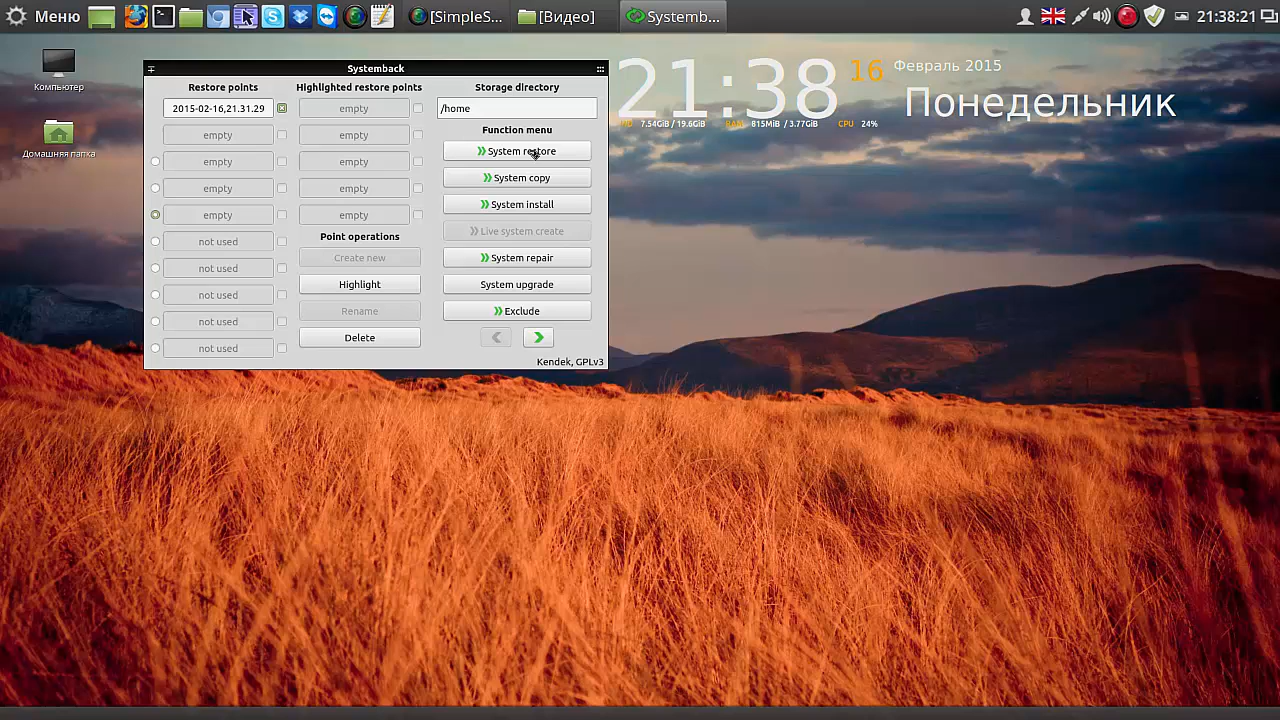 Меню
[SimpleS...
[Видео]
Systemb...
21:38:21
Компьютер
Домашняя папка
Systemback
Restore points
2015-02-16,21.31.29
empty
empty
empty
empty
not used
not used
not used
not used
not used
Highlighted restore points
empty
empty
empty
empty
empty
Point operations
Create new
Highlight
Rename
Delete
Storage directory
/home
Function menu
System restore
System copy
System install
Live system create
System repair
System upgrade
Exclude
Kendek, GPLv3
21:38
16
Февраль 2015
Понедельник
7.54GiB / 19.6GiB RAM 815MiB / 3.77GiB CPU 24%